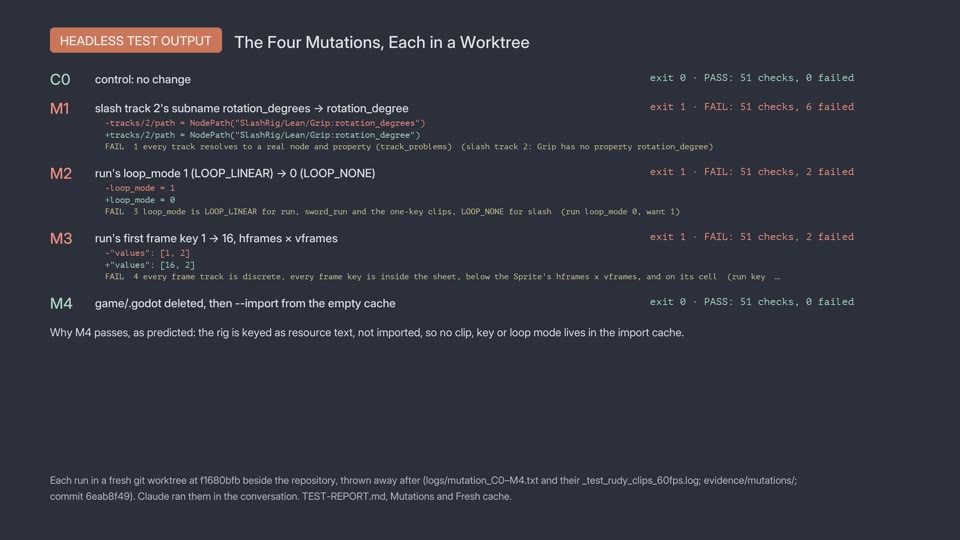 HEADLESS TEST OUTPUT The Four Mutations, Each in a Worktree
C0 control: no change exit 0 · PASS: 51 checks, 0 failed
M1 slash track 2's subname rotation_degrees → rotation_degree exit 1 · FAIL: 51 checks, 6 failed
-tracks/2/path = NodePath("SlashRig/Lean/Grip:rotation_degrees")
+tracks/2/path = NodePath("SlashRig/Lean/Grip:rotation_degree")
FAIL 1 every track resolves to a real node and property (track_problems) (slash track 2: Grip has no property rotation_degree)
M2 run's loop_mode 1 (LOOP_LINEAR) → 0 (LOOP_NONE) exit 1 · FAIL: 51 checks, 2 failed
-loop_mode = 1
+loop_mode = 0
FAIL 3 loop_mode is LOOP_LINEAR for run, sword_run and the one-key clips, LOOP_NONE for slash (run loop_mode 0, want 1)
M3 run's first frame key 1 → 16, hframes × vframes exit 1 · FAIL: 51 checks, 2 failed
-"values": [1, 2]
+"values": [16, 2]
FAIL 4 every frame track is discrete, every frame key is inside the sheet, below the Sprite's hframes x vframes, and on its cell (run key …
M4 game/.godot deleted, then --import from the empty cache exit 0 · PASS: 51 checks, 0 failed
Why M4 passes, as predicted: the rig is keyed as resource text, not imported, so no clip, key or loop mode lives in the import cache.
Each run in a fresh git worktree at f1680bfb beside the repository, thrown away after (logs/mutation_C0–M4.txt and their _test_rudy_clips_60fps.log; evidence/mutations/;
commit 6eab8f49). Claude ran them in the conversation. TEST-REPORT.md, Mutations and Fresh cache.